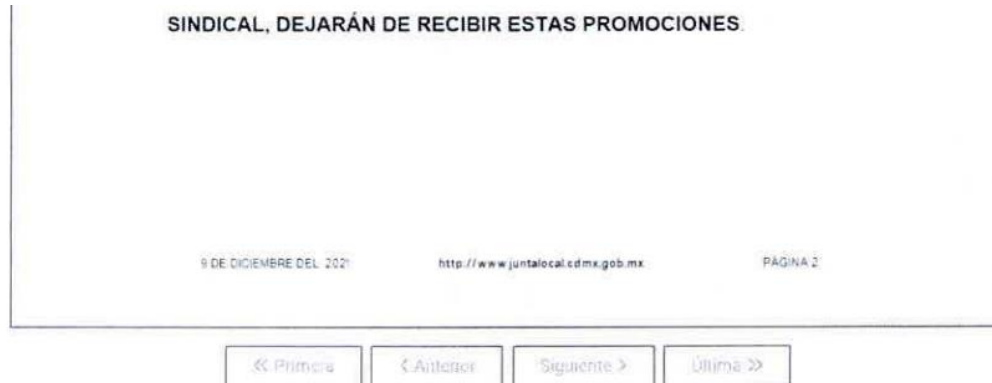 SINDICAL, DEJARÁN DE RECIBIR ESTAS PROMOCIONES.
9 DE DICIEMBRE DEL 2021 http://www.juntalocal.cdmx.gob.mx PÁGINA 2
<< Primera < Anterior Siguiente > Última >>